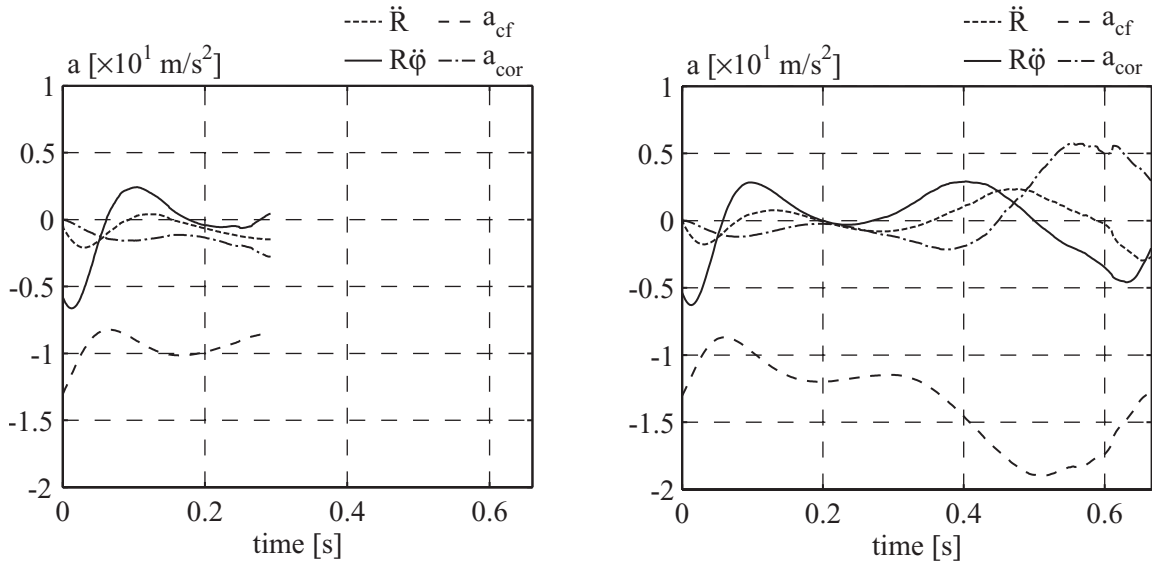 R̈ a_cf
Rφ̈ a_cor
a [×10¹ m/s²]
1
0.5
0
-0.5
-1
-1.5
-2
0 0.2 0.4 0.6
time [s]
R̈ a_cf
Rφ̈ a_cor
a [×10¹ m/s²]
1
0.5
0
-0.5
-1
-1.5
-2
0 0.2 0.4 0.6
time [s]